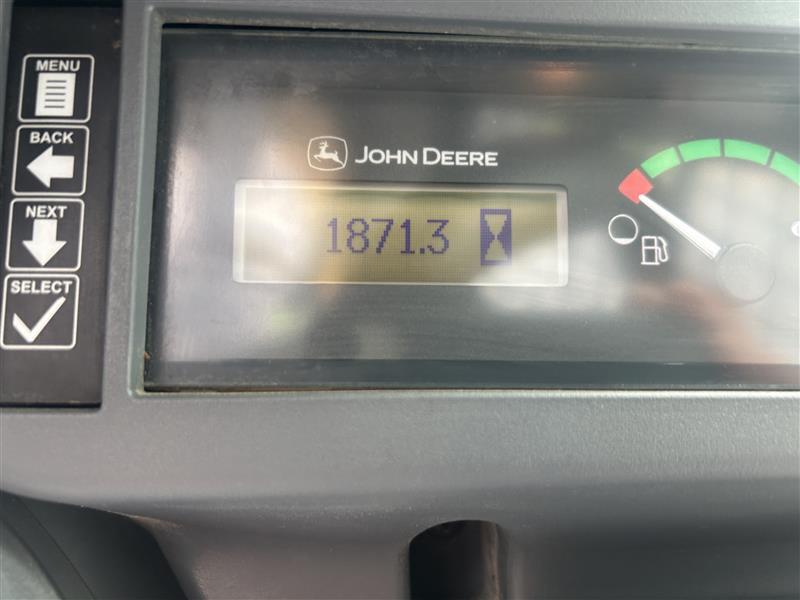 MENU
BACK
NEXT
SELECT
JOHN DEERE
1871.3